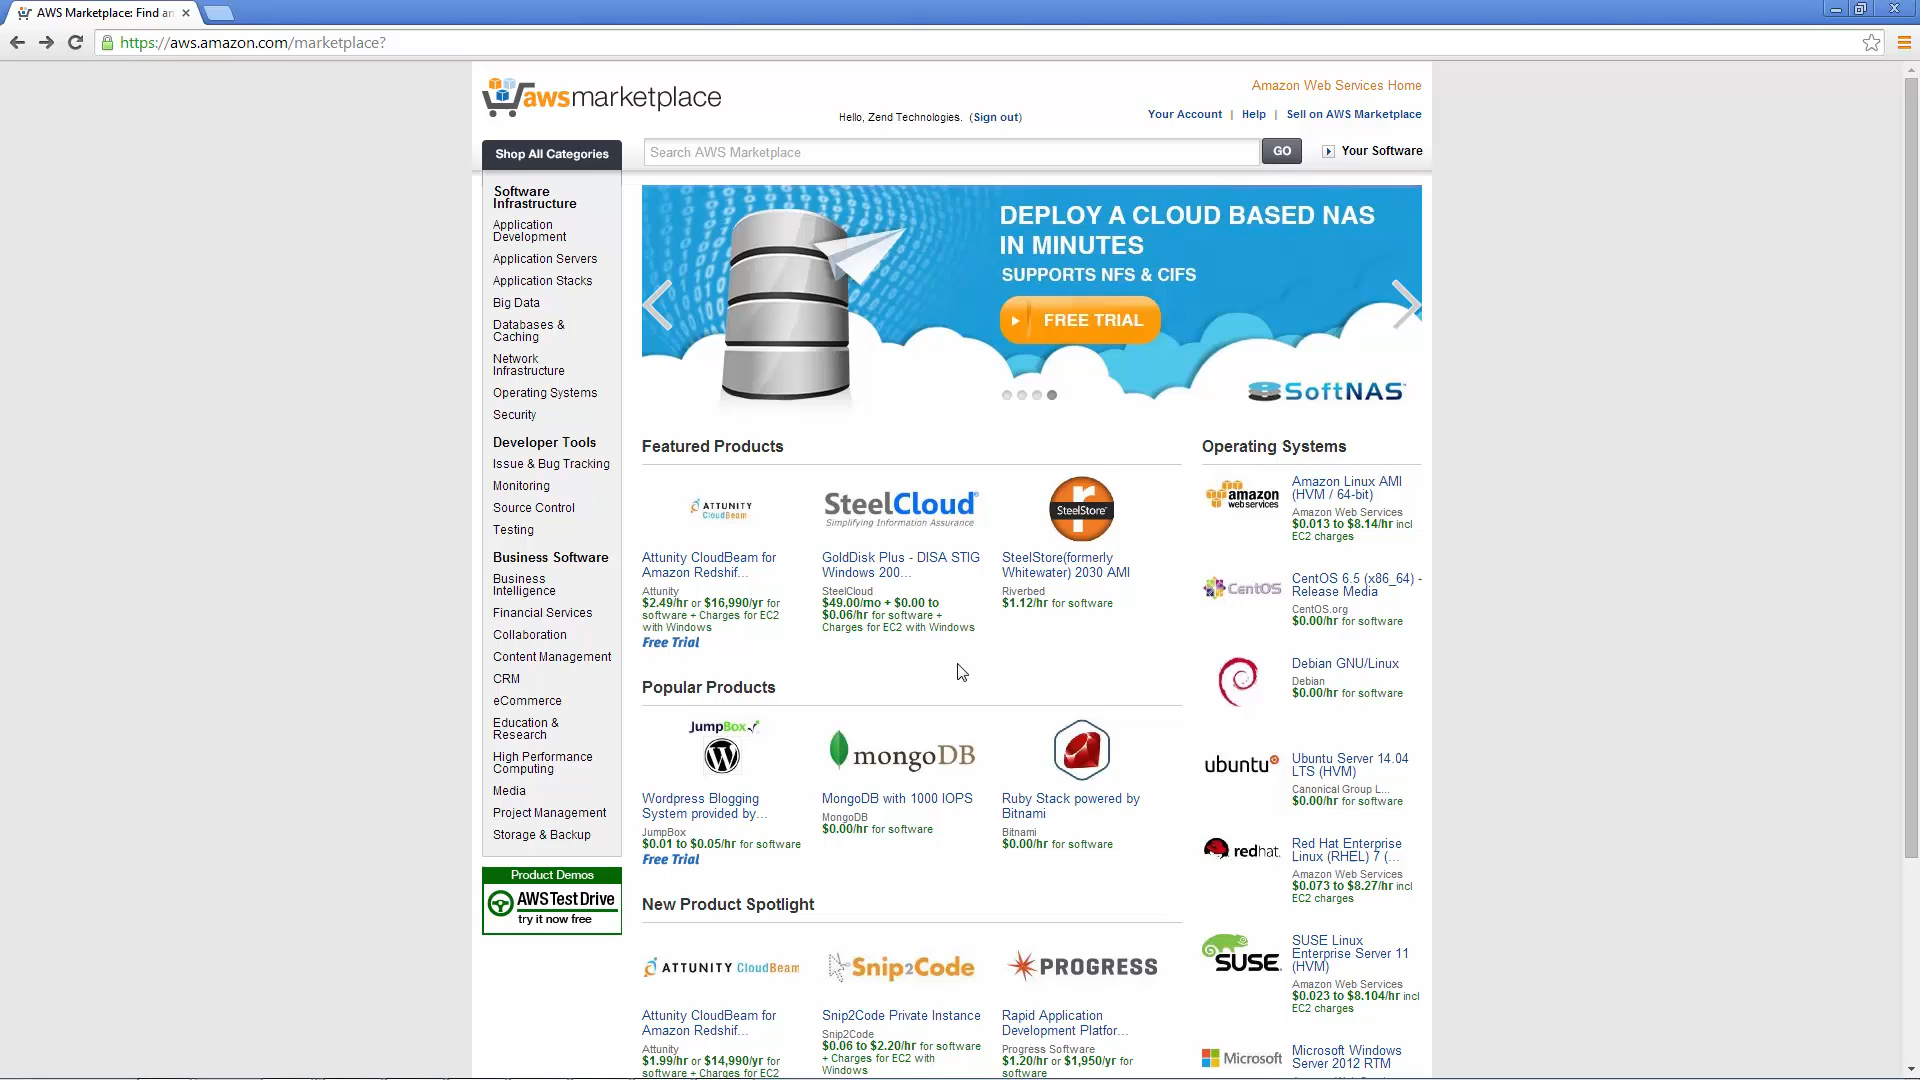 AWS Marketplace: Find an
https://aws.amazon.com/marketplace?
awsmarketplace
Amazon Web Services Home
Hello, Zend Technologies. (Sign out)
Your Account | Help | Sell on AWS Marketplace
Shop All Categories
Search AWS Marketplace
GO
Your Software
Software
Infrastructure
Application
Development
Application Servers
Application Stacks
Big Data
Databases &
Caching
Network
Infrastructure
Operating Systems
Security
Developer Tools
Issue & Bug Tracking
Monitoring
Source Control
Testing
Business Software
Business
Intelligence
Financial Services
Collaboration
Content Management
CRM
eCommerce
Education &
Research
High Performance
Computing
Media
Project Management
Storage & Backup
Product Demos
AWS Test Drive
try it now free
DEPLOY A CLOUD BASED NAS
IN MINUTES
SUPPORTS NFS & CIFS
FREE TRIAL
SoftNAS
Featured Products
ATTUNITY
CloudBeam
Attunity CloudBeam for
Amazon Redshif...
Attunity
$2.49/hr or $16,990/yr for
software + Charges for EC2
with Windows
Free Trial
SteelCloud
Simplifying Information Assurance
GoldDisk Plus - DISA STIG
Windows 200...
SteelCloud
$49.00/mo + $0.00 to
$0.06/hr for software +
Charges for EC2 with Windows
r
SteelStore
SteelStore(formerly
Whitewater) 2030 AMI
Riverbed
$1.12/hr for software
Popular Products
JumpBox
Wordpress Blogging
System provided by...
JumpBox
$0.01 to $0.05/hr for software
Free Trial
mongoDB
MongoDB with 1000 IOPS
MongoDB
$0.00/hr for software
Ruby Stack powered by
Bitnami
Bitnami
$0.00/hr for software
New Product Spotlight
ATTUNITY CloudBeam
Attunity CloudBeam for
Amazon Redshif...
Attunity
$1.99/hr or $14,990/yr for
software + Charges for EC2
Snip2Code
Snip2Code Private Instance
Snip2Code
$0.06 to $2.20/hr for software
+ Charges for EC2 with
Windows
PROGRESS
Rapid Application
Development Platfor...
Progress Software
$1.20/hr or $1,950/yr for
software
Operating Systems
amazon
web services
Amazon Linux AMI
(HVM / 64-bit)
Amazon Web Services
$0.013 to $8.14/hr incl
EC2 charges
CentOS
CentOS 6.5 (x86_64) -
Release Media
CentOS.org
$0.00/hr for software
Debian GNU/Linux
Debian
$0.00/hr for software
ubuntu
Ubuntu Server 14.04
LTS (HVM)
Canonical Group L...
$0.00/hr for software
redhat.
Red Hat Enterprise
Linux (RHEL) 7 (...
Amazon Web Services
$0.073 to $8.27/hr incl
EC2 charges
SUSE
SUSE Linux
Enterprise Server 11
(HVM)
Amazon Web Services
$0.023 to $8.104/hr incl
EC2 charges
Microsoft
Microsoft Windows
Server 2012 RTM